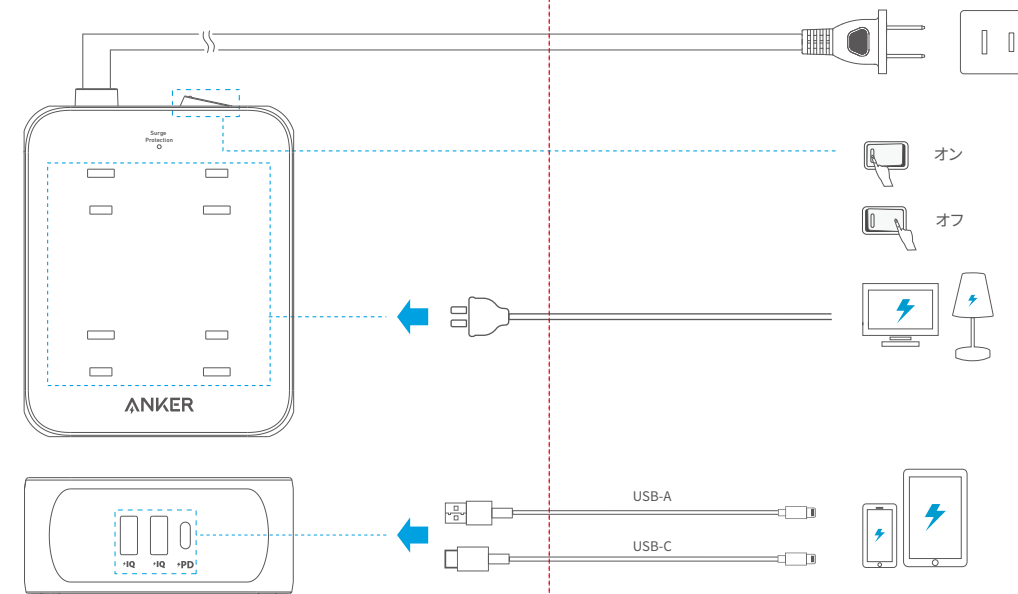 Surge
Protection
オン
オフ
ANKER
USB-A
IQ IQ PD
USB-C